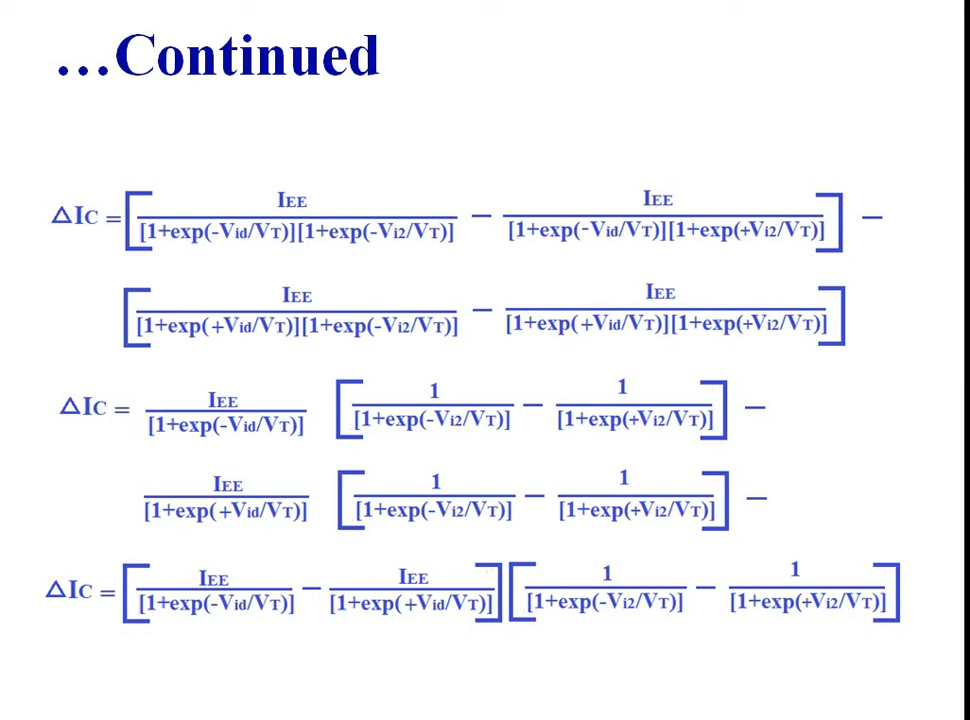 …Continued
△IC = [ IEE / [1+exp(-Vid/VT)][1+exp(-Vi2/VT)] − IEE / [1+exp(-Vid/VT)][1+exp(+Vi2/VT)] ] −
[ IEE / [1+exp(+Vid/VT)][1+exp(-Vi2/VT)] − IEE / [1+exp(+Vid/VT)][1+exp(+Vi2/VT)] ]
△IC = IEE / [1+exp(-Vid/VT)] [ 1 / [1+exp(-Vi2/VT)] − 1 / [1+exp(+Vi2/VT)] ] −
IEE / [1+exp(+Vid/VT)] [ 1 / [1+exp(-Vi2/VT)] − 1 / [1+exp(+Vi2/VT)] ] −
△IC = [ IEE / [1+exp(-Vid/VT)] − IEE / [1+exp(+Vid/VT)] ] [ 1 / [1+exp(-Vi2/VT)] − 1 / [1+exp(+Vi2/VT)] ]